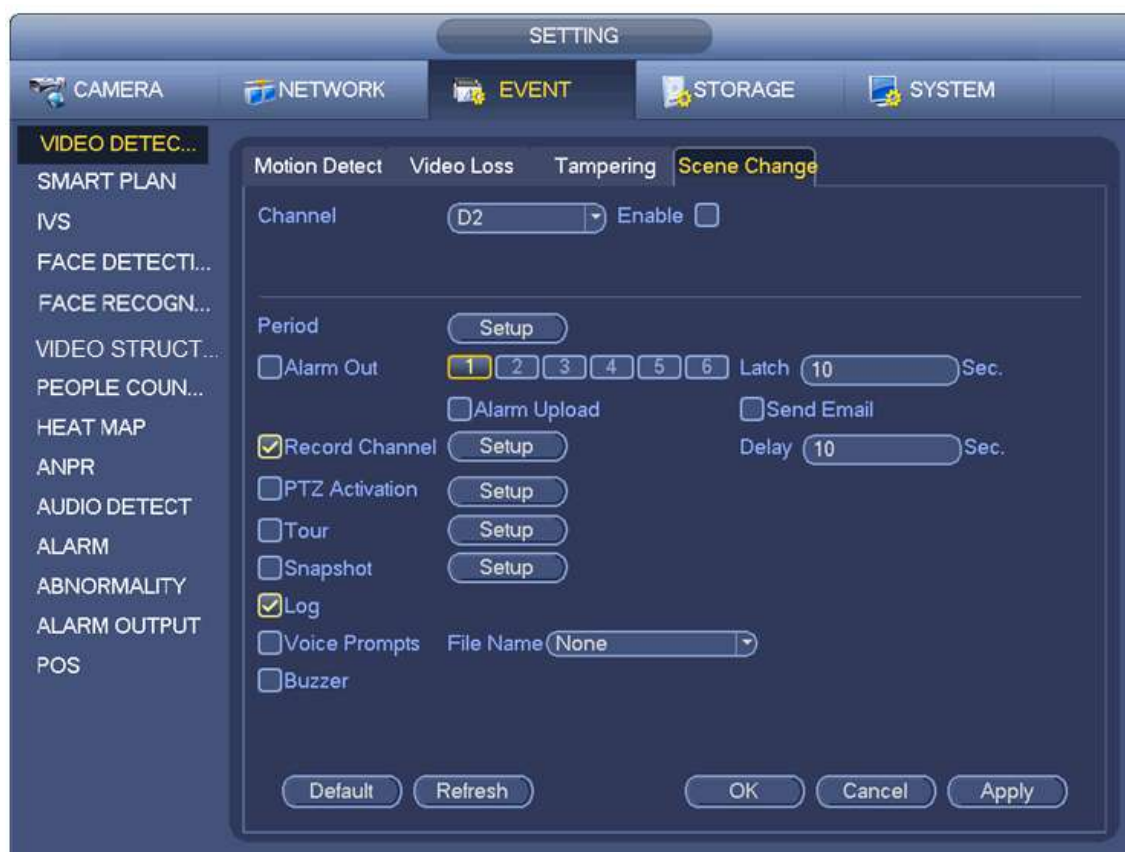 SETTING
CAMERA NETWORK EVENT STORAGE SYSTEM
VIDEO DETEC...
SMART PLAN
IVS
FACE DETECTI...
FACE RECOGN...
VIDEO STRUCT...
PEOPLE COUN...
HEAT MAP
ANPR
AUDIO DETECT
ALARM
ABNORMALITY
ALARM OUTPUT
POS
Motion Detect Video Loss Tampering Scene Change
Channel D2 Enable
Period Setup
Alarm Out 1 2 3 4 5 6 Latch 10 Sec.
Alarm Upload Send Email
Record Channel Setup Delay 10 Sec.
PTZ Activation Setup
Tour Setup
Snapshot Setup
Log
Voice Prompts File Name None
Buzzer
Default Refresh OK Cancel Apply